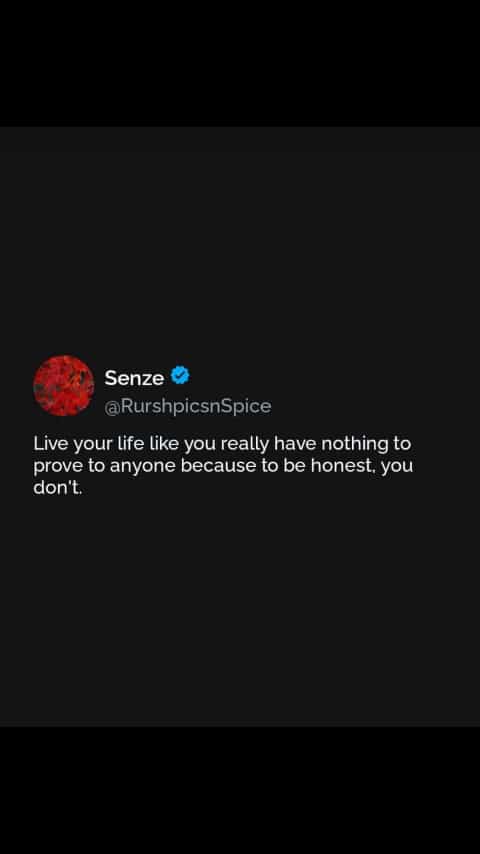 Senze
@RurshpicsnSpice
Live your life like you really have nothing to
prove to anyone because to be honest, you
don't.